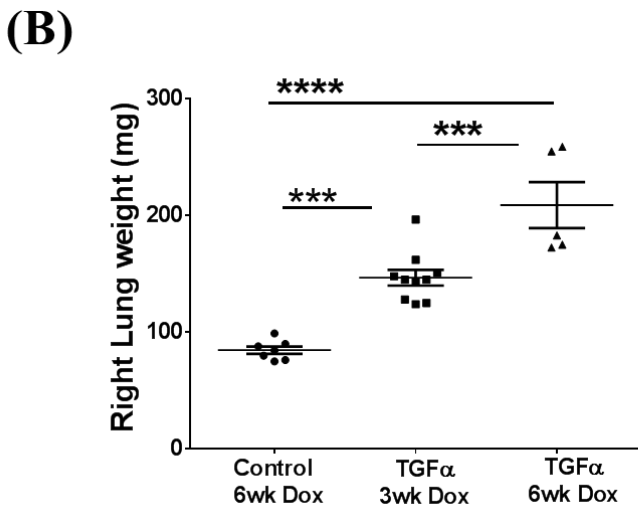 (B)
Right Lung weight (mg)
300
200
100
0
****
***
***
Control
6wk Dox
TGFα
3wk Dox
TGFα
6wk Dox